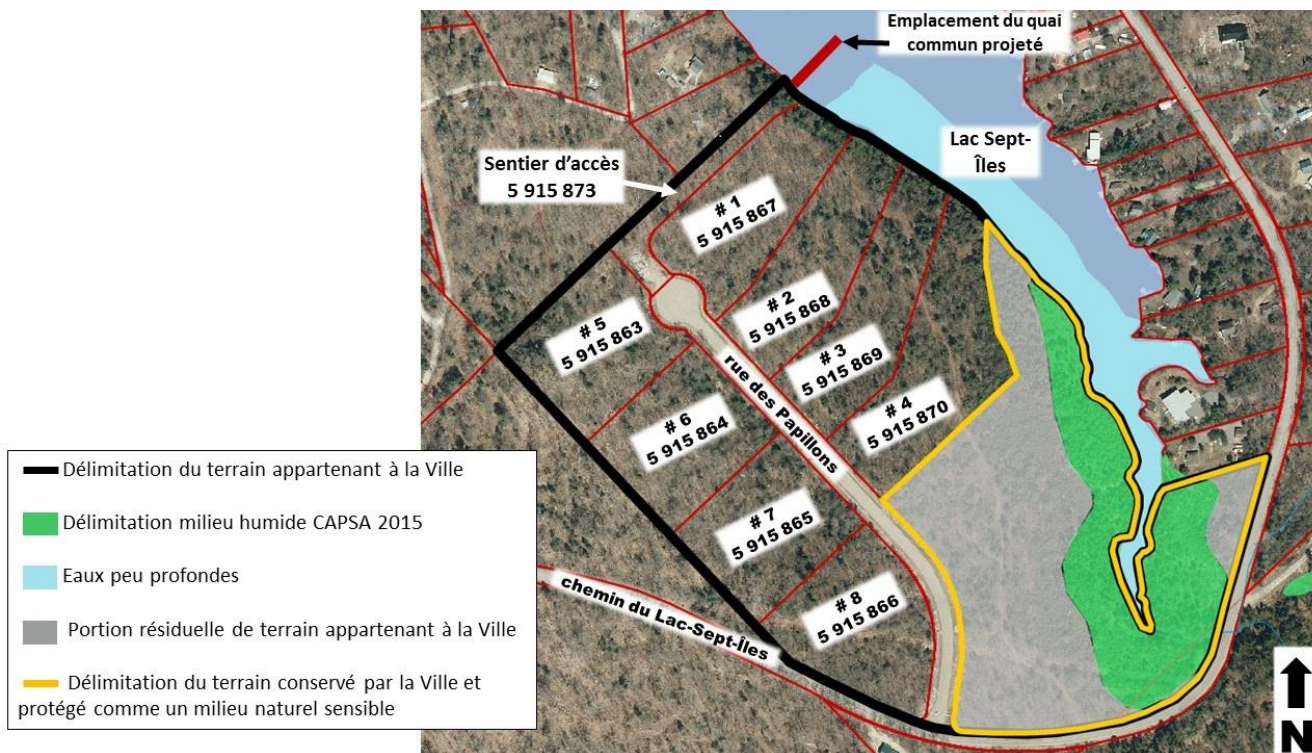 Emplacement du quai
commun projeté
Lac Sept-
Îles
Sentier d'accès
5 915 873
# 1
5 915 867
# 2
5 915 868
# 3
5 915 869
# 4
5 915 870
# 5
5 915 863
# 6
5 915 864
# 7
5 915 865
# 8
5 915 866
rue des Papillons
chemin du Lac-Sept-Îles
Délimitation du terrain appartenant à la Ville
Délimitation milieu humide CAPSA 2015
Eaux peu profondes
Portion résiduelle de terrain appartenant à la Ville
Délimitation du terrain conservé par la Ville et
protégé comme un milieu naturel sensible
N